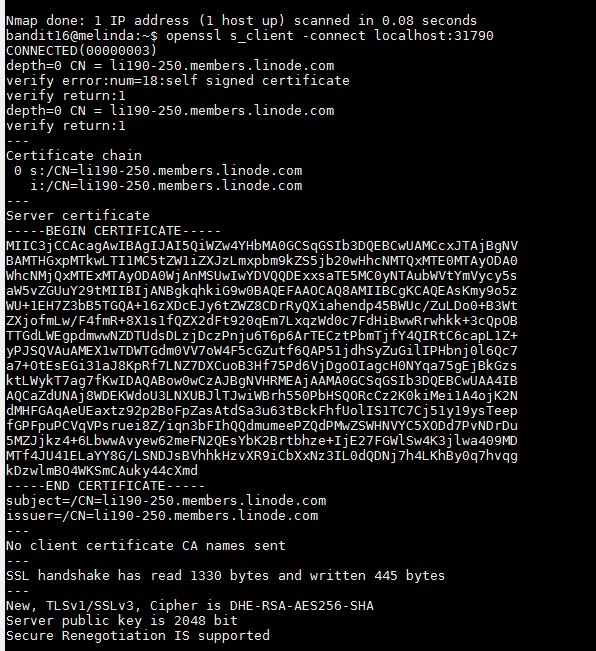 Nmap done: 1 IP address (1 host up) scanned in 0.08 seconds
bandit16@melinda:~$ openssl s_client -connect localhost:31790
CONNECTED(00000003)
depth=0 CN = li190-250.members.linode.com
verify error:num=18:self signed certificate
verify return:1
depth=0 CN = li190-250.members.linode.com
verify return:1
---
Certificate chain
 0 s:/CN=li190-250.members.linode.com
   i:/CN=li190-250.members.linode.com
---
Server certificate
-----BEGIN CERTIFICATE-----
MIIC3jCCAcagAwIBAgIJAI5QiWZw4YHbMA0GCSqGSIb3DQEBCwUAMCcxJTAjBgNV
BAMTHGxpMTkwLTI1MC5tZW1iZXJzLmxpbm9kZS5jb20wHhcNMTQxMTE0MTAyODA0
WhcNMjQxMTExMTAyODA0WjAnMSUwIwYDVQQDExxsaTE5MC0yNTAubWVtYmVycy5s
aW5vZGUuY29tMIIBIjANBgkqhkiG9w0BAQEFAAOCAQ8AMIIBCgKCAQEAsKmy9o5z
WU+1EH7Z3bB5TGQA+16zXDcEJy6tZWZ8CDrRyQXiahendp45BWUc/ZuLDo0+B3Wt
ZXjofmLw/F4fmR+8X1s1fQZX2dFt920qEm7LxqzWd0c7FdHiBwwRrwhkk+3cQpOB
TTGdLWEgpdmwwNZDTUdsDLzjDczPnju6T6p6ArTECztPbmTjfY4QIRtC6capL1Z+
yPJSQVAuAMEX1wTDWTGdm0VV7oW4F5cGZutf6QAP51jdhSyZuGilIPHbnj0l6Qc7
a7+OtEsEGi31aJ8KpRf7LNZ7DXCuoB3Hf75Pd6VjDgoOIagcH0NYqa75gEjBkGzs
ktLWykT7ag7fKwIDAQABow0wCzAJBgNVHRMEAjAAMA0GCSqGSIb3DQEBCwUAA4IB
AQCaZdUNAj8WDEKWdoU3LNXUBJlTJwiWBrh550PbHSQORcCz2K0kiMei1A4ojK2N
dMHFGAqAeUEaxtz92p2BoFpZasAtdSa3u63tBckFhfUolIS1TC7Cj51y19ysTeep
fGPFpuPCVqVPsruei8Z/iqn3bFIhQQdmumeePZQdPMwZSWHNVYC5XODd7PvNDrDu
5MZJjkz4+6LbwwAvyew62meFN2QEsYbK2Brtbhze+IjE27FGWlSw4K3jlwa409MD
MTf4JU41ELaYY8G/LSNDJsBVhhkHzvXR9iCbXxNz3IL0dQDNj7h4LKhBy0q7hvqg
kDzwlmBO4WKSmCAuky44cXmd
-----END CERTIFICATE-----
subject=/CN=li190-250.members.linode.com
issuer=/CN=li190-250.members.linode.com
---
No client certificate CA names sent
---
SSL handshake has read 1330 bytes and written 445 bytes
---
New, TLSv1/SSLv3, Cipher is DHE-RSA-AES256-SHA
Server public key is 2048 bit
Secure Renegotiation IS supported